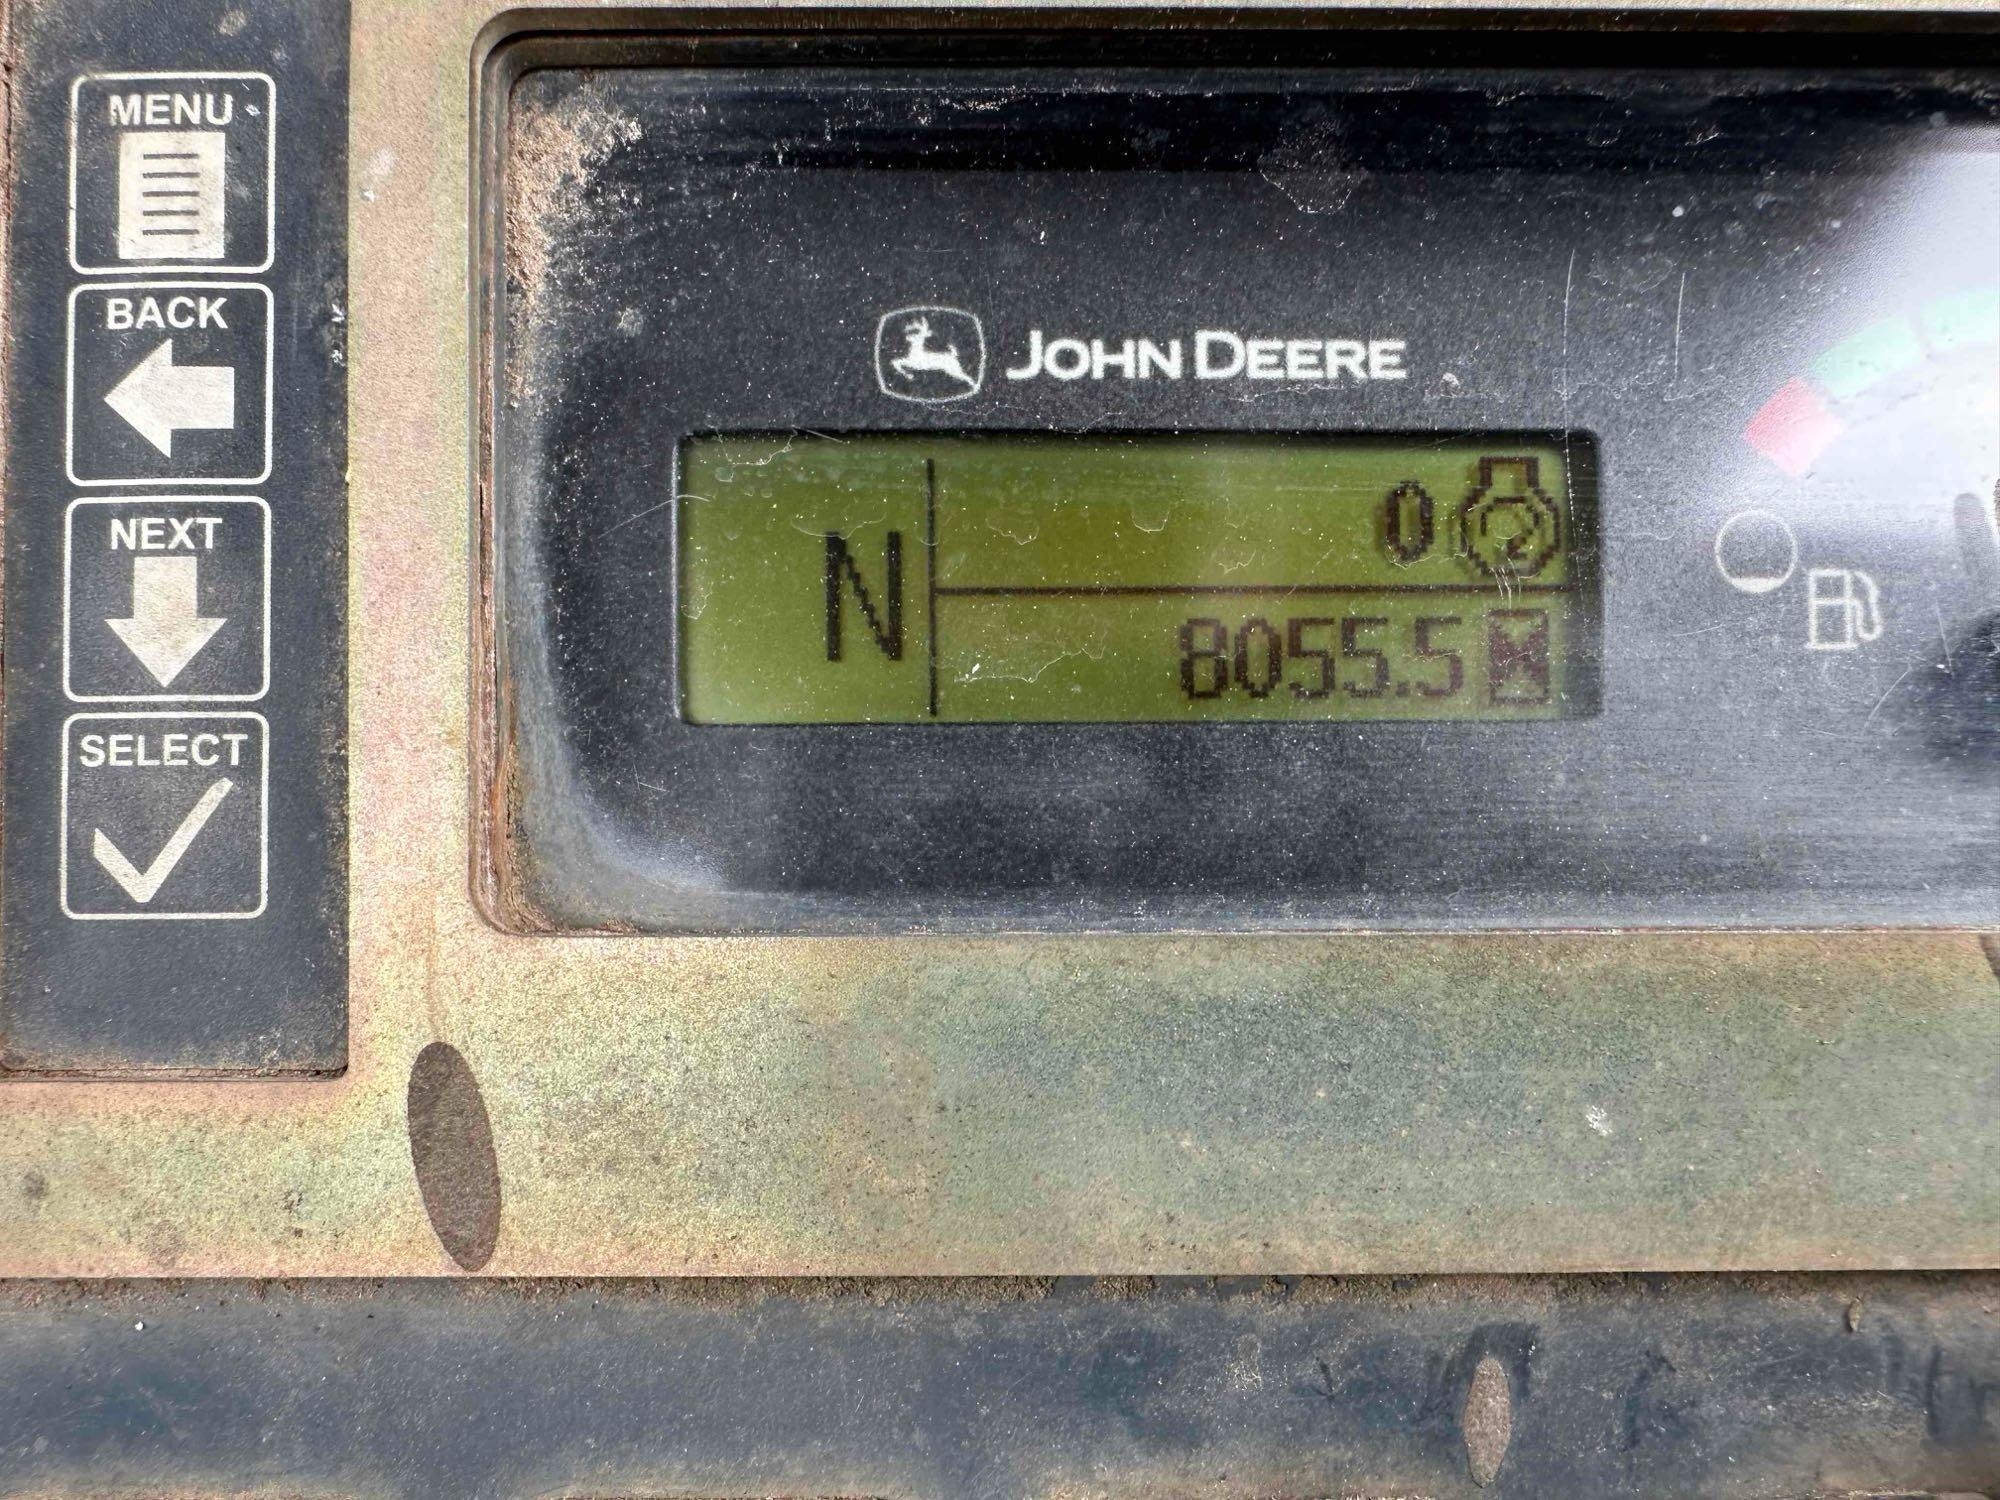 MENU
BACK
NEXT
SELECT
JOHN DEERE
N
0
8055.5